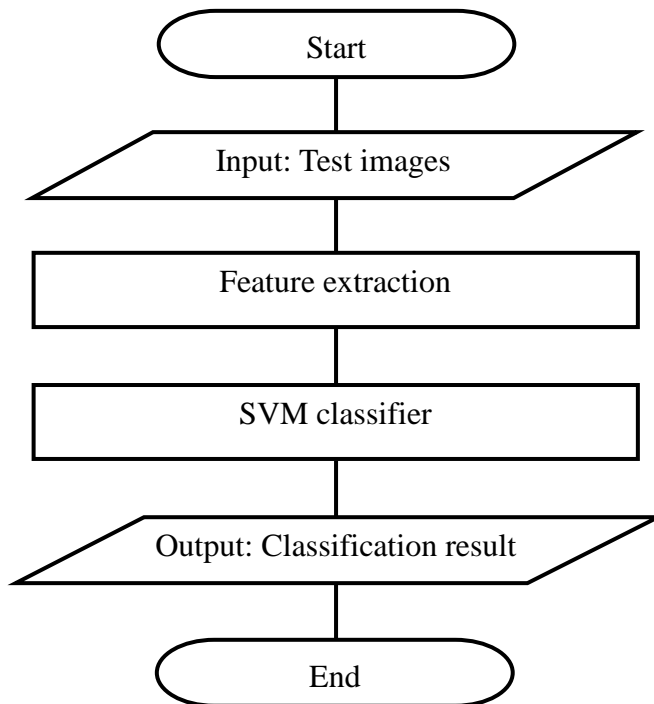 Start
Input: Test images
Feature extraction
SVM classifier
Output: Classification result
End